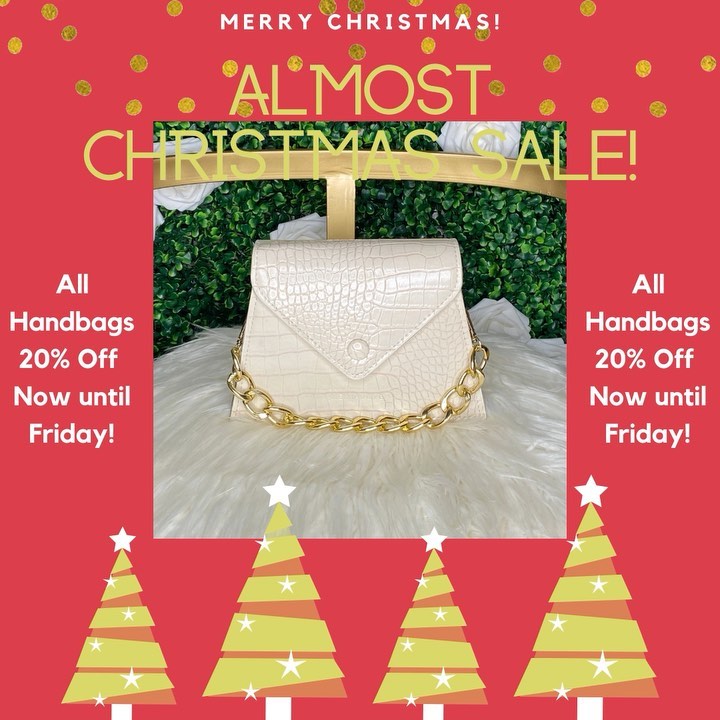 MERRY CHRISTMAS!
ALMOST
CHRISTMAS SALE!
All
Handbags
20% Off
Now until
Friday!
All
Handbags
20% Off
Now until
Friday!